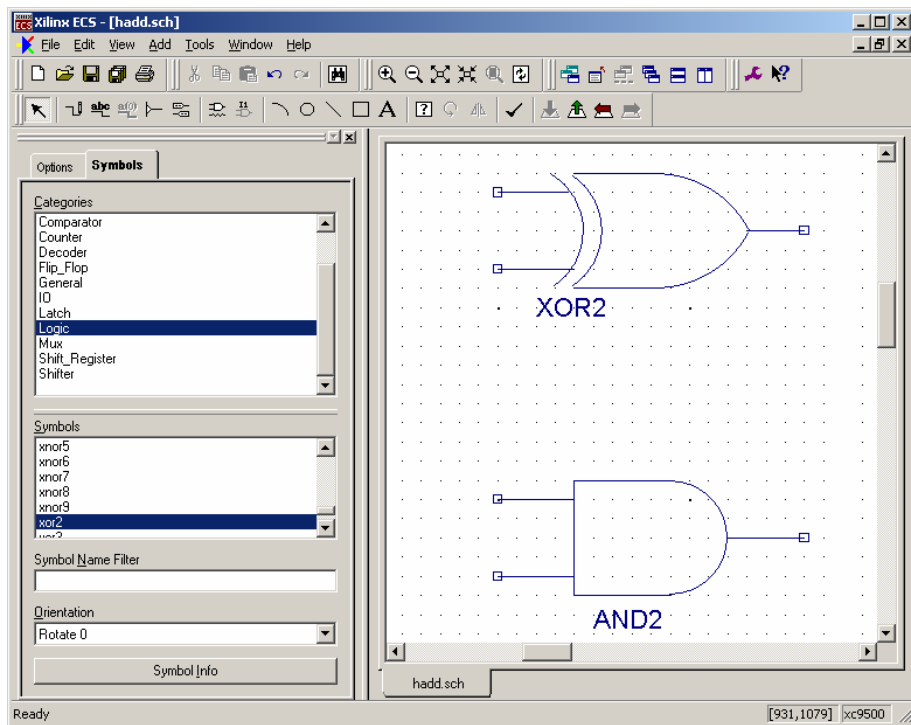 Xilinx ECS - [hadd.sch]
File Edit View Add Tools Window Help
Options Symbols
Categories
Comparator
Counter
Decoder
Flip_Flop
General
IO
Latch
Logic
Mux
Shift_Register
Shifter
Symbols
xnor5
xnor6
xnor7
xnor8
xnor9
xor2
xor3
Symbol Name Filter
Orientation
Rotate 0
Symbol Info
XOR2
AND2
hadd.sch
Ready [931,1079] xc9500